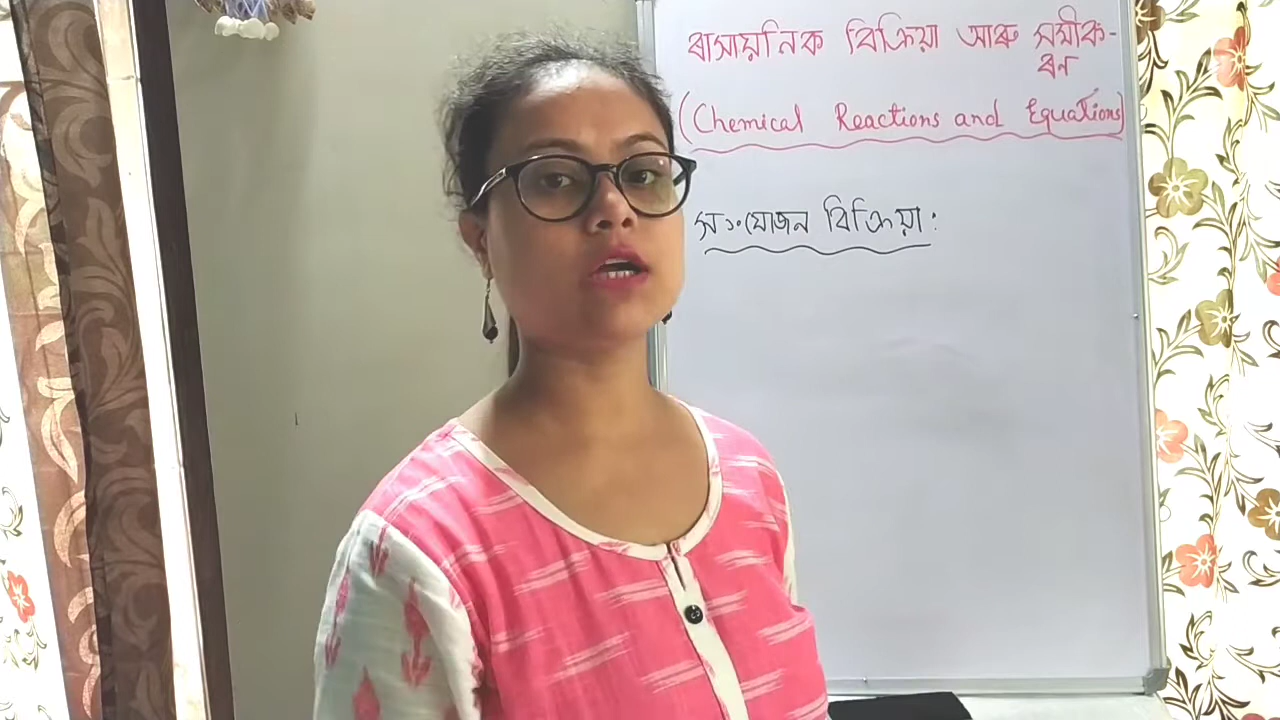 ৰাসায়নিক বিক্ৰিয়া আৰু সমীক-
ৰণ
(Chemical Reactions and Equations)
সংযোজন বিক্ৰিয়া: